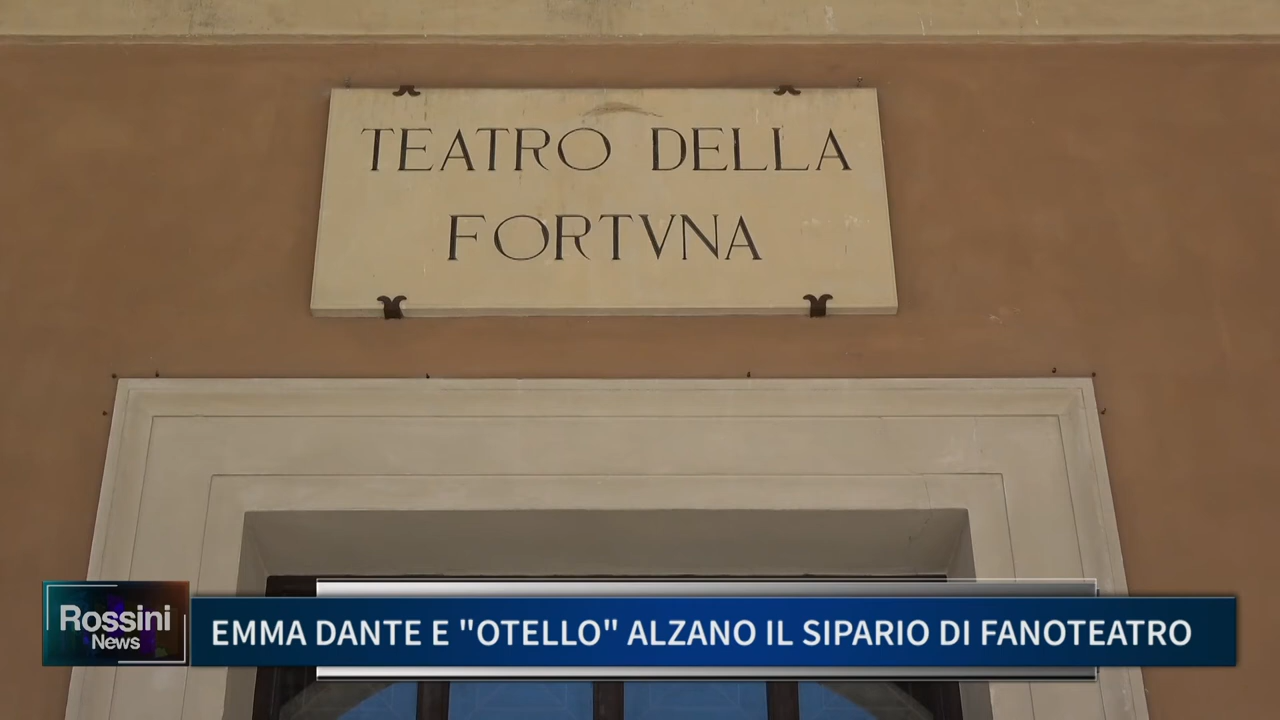 TEATRO DELLA
FORTVNA
Rossini
News
EMMA DANTE E "OTELLO" ALZANO IL SIPARIO DI FANOTEATRO